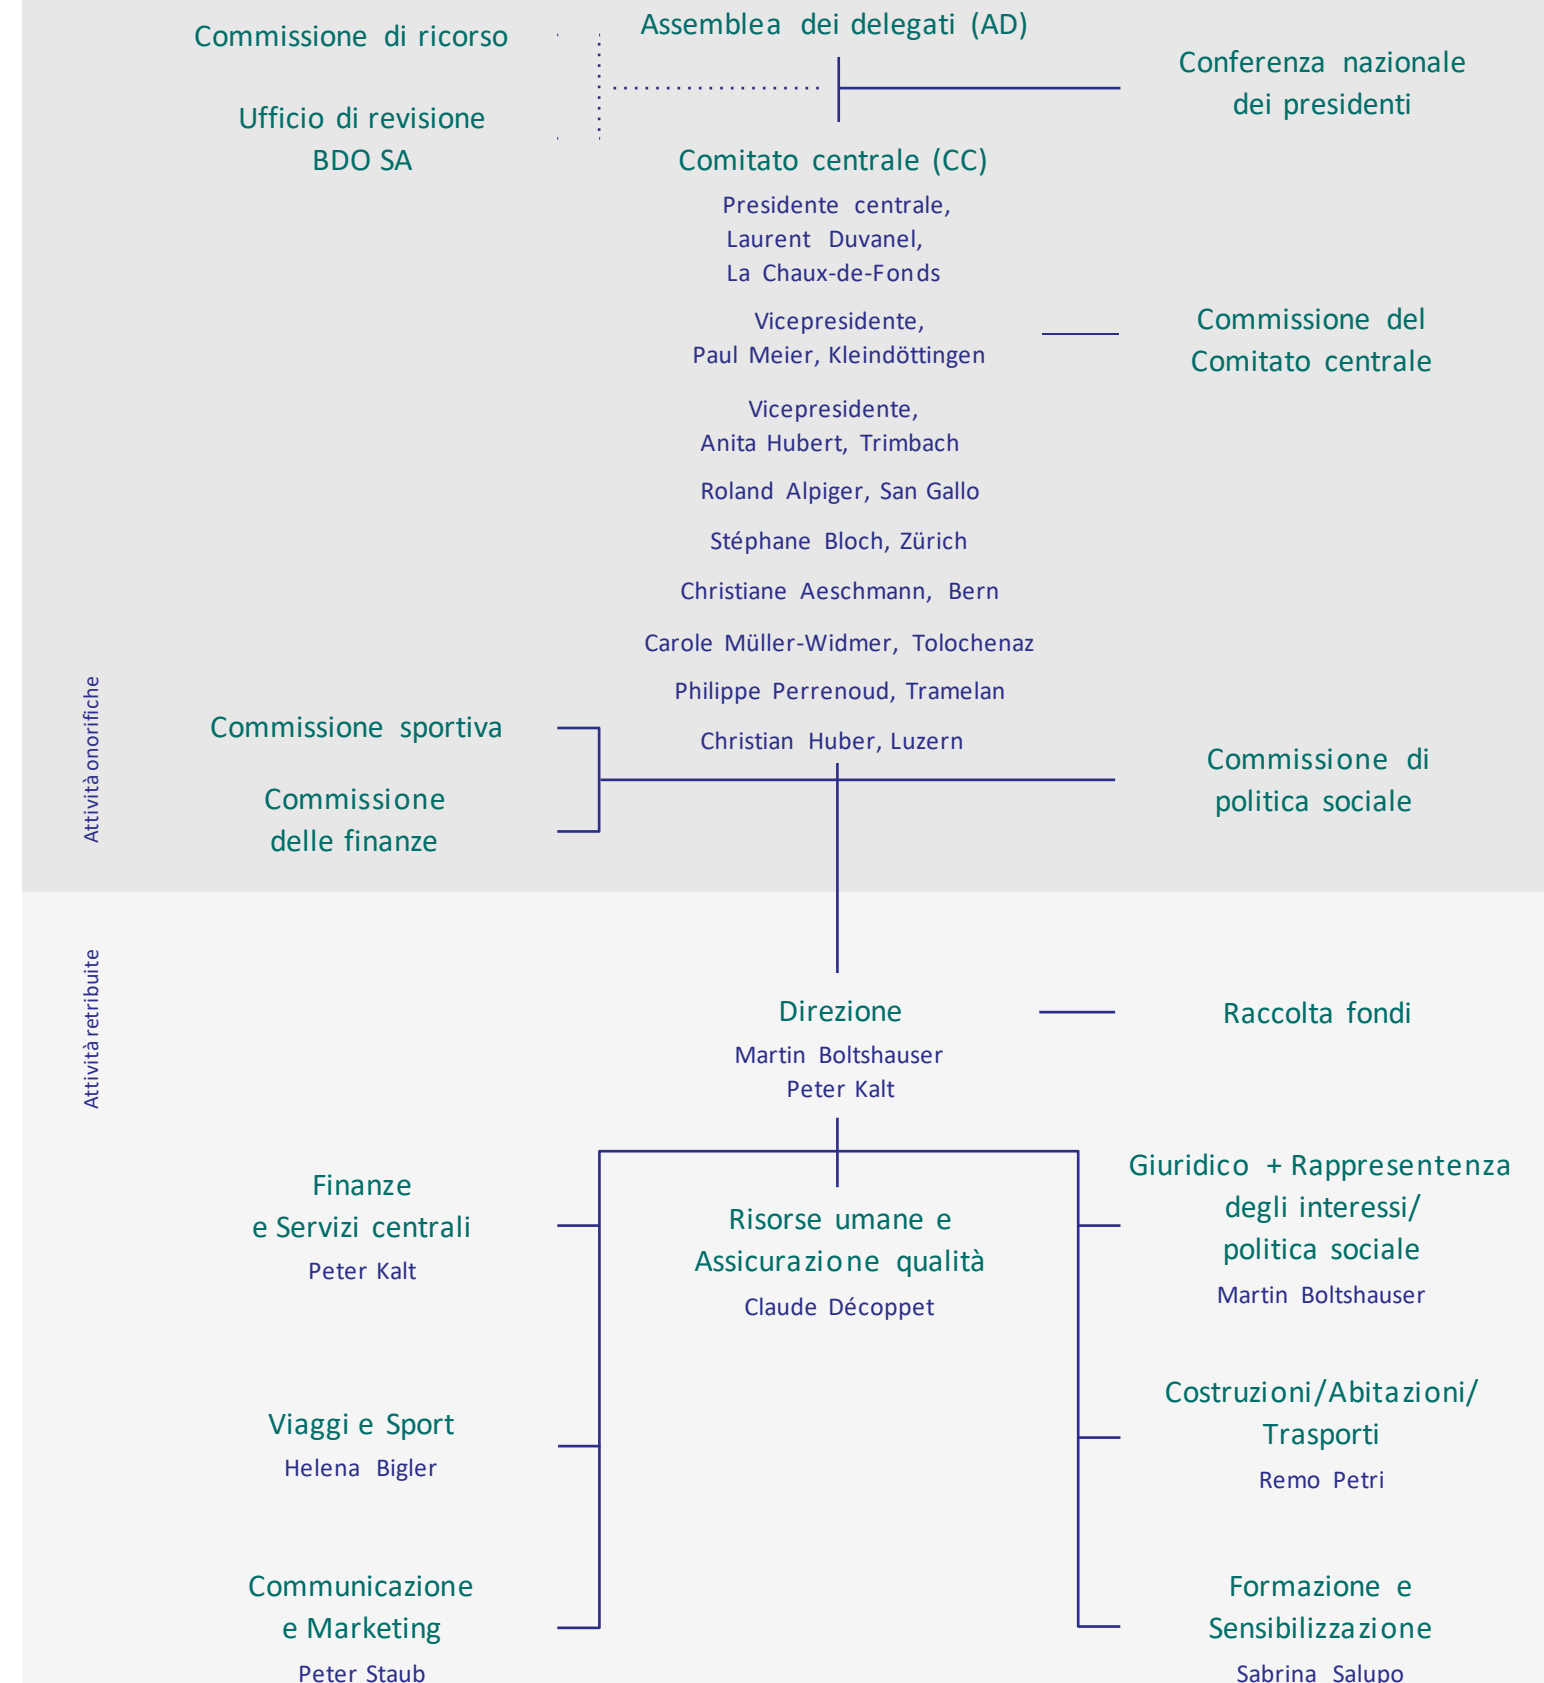 Assemblea dei delegati (AD)
Commissione di ricorso
Conferenza nazionale
dei presidenti
Ufficio di revisione
BDO SA
Comitato centrale (CC)
Presidente centrale,
Laurent Duvanel,
La Chaux-de-Fonds
Vicepresidente,
Paul Meier, Kleindöttingen
Commissione del
Comitato centrale
Vicepresidente,
Anita Hubert, Trimbach
Roland Alpiger, San Gallo
Stéphane Bloch, Zürich
Christiane Aeschmann, Bern
Carole Müller-Widmer, Tolochenaz
Philippe Perrenoud, Tramelan
Christian Huber, Luzern
Commissione sportiva
Commissione
delle finanze
Commissione di
politica sociale
Attività onorifiche
Attività retribuite
Direzione
Martin Boltshauser
Peter Kalt
Raccolta fondi
Finanze
e Servizi centrali
Peter Kalt
Risorse umane e
Assicurazione qualità
Claude Décoppet
Giuridico + Rappresentenza
degli interessi/
politica sociale
Martin Boltshauser
Viaggi e Sport
Helena Bigler
Costruzioni/Abitazioni/
Trasporti
Remo Petri
Communicazione
e Marketing
Peter Staub
Formazione e
Sensibilizzazione
Sabrina Salupo